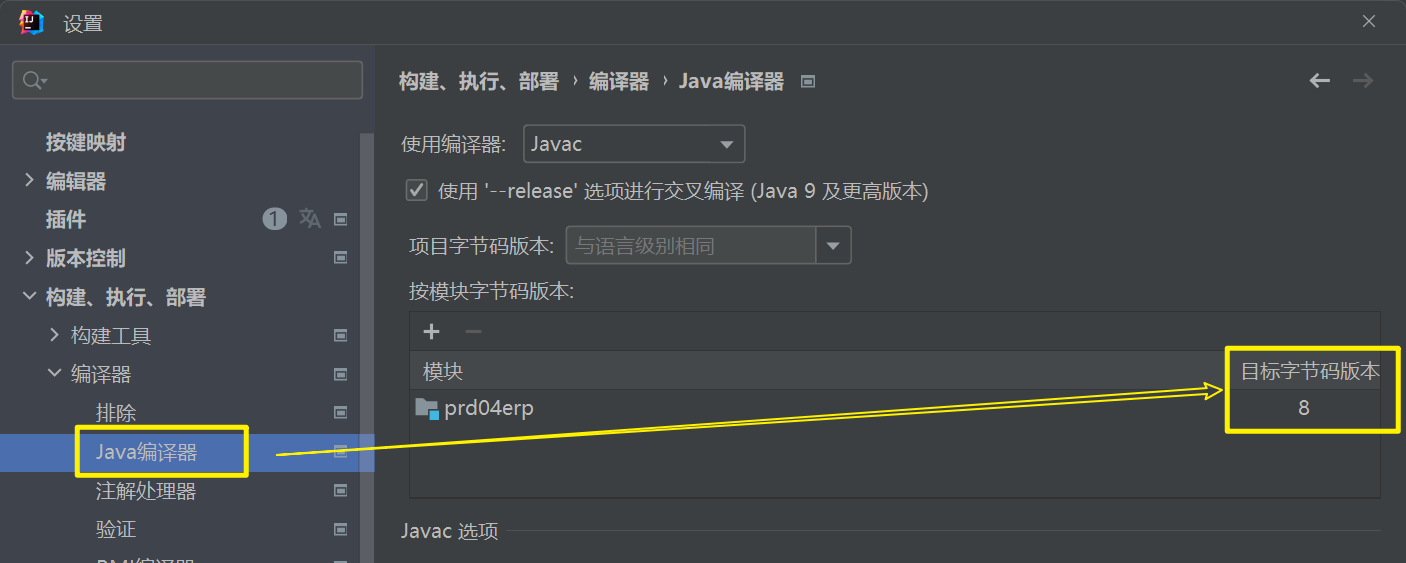 设置
按键映射
编辑器
插件 1
版本控制
构建、执行、部署
构建工具
编译器
排除
Java编译器
注解处理器
验证
构建、执行、部署 › 编译器 › Java编译器
使用编译器: Javac
使用 '--release' 选项进行交叉编译 (Java 9 及更高版本)
项目字节码版本: 与语言级别相同
按模块字节码版本:
模块 目标字节码版本
prd04erp 8
Javac 选项